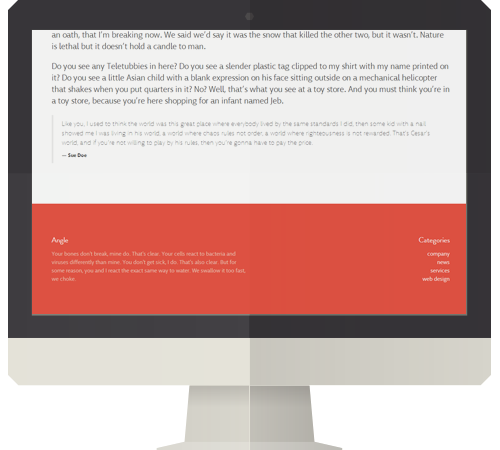 an oath, that I'm breaking now. We said we'd say it was the snow that killed the other two, but it wasn't. Nature
is lethal but it doesn't hold a candle to man.
Do you see any Teletubbies in here? Do you see a slender plastic tag clipped to my shirt with my name printed on
it? Do you see a little Asian child with a blank expression on his face sitting outside on a mechanical helicopter
that shakes when you put quarters in it? No? Well, that's what you see at a toy store. And you must think you're in
a toy store, because you're here shopping for an infant named Jeb.
Like you, I used to think the world was this great place where everybody lived by the same standards I did, then some kid with a nail
showed me I was living in his world, a world where chaos rules not order, a world where righteousness is not rewarded. That's Cesar's
world, and if you're not willing to play by his rules, then you're gonna have to pay the price.
— Sue Doe
Angle
Your bones don't break, mine do. That's clear. Your cells react to bacteria and
viruses differently than mine. You don't get sick, I do. That's also clear. But for
some reason, you and I react the exact same way to water. We swallow it too fast,
we choke.
Categories
company
news
services
web design